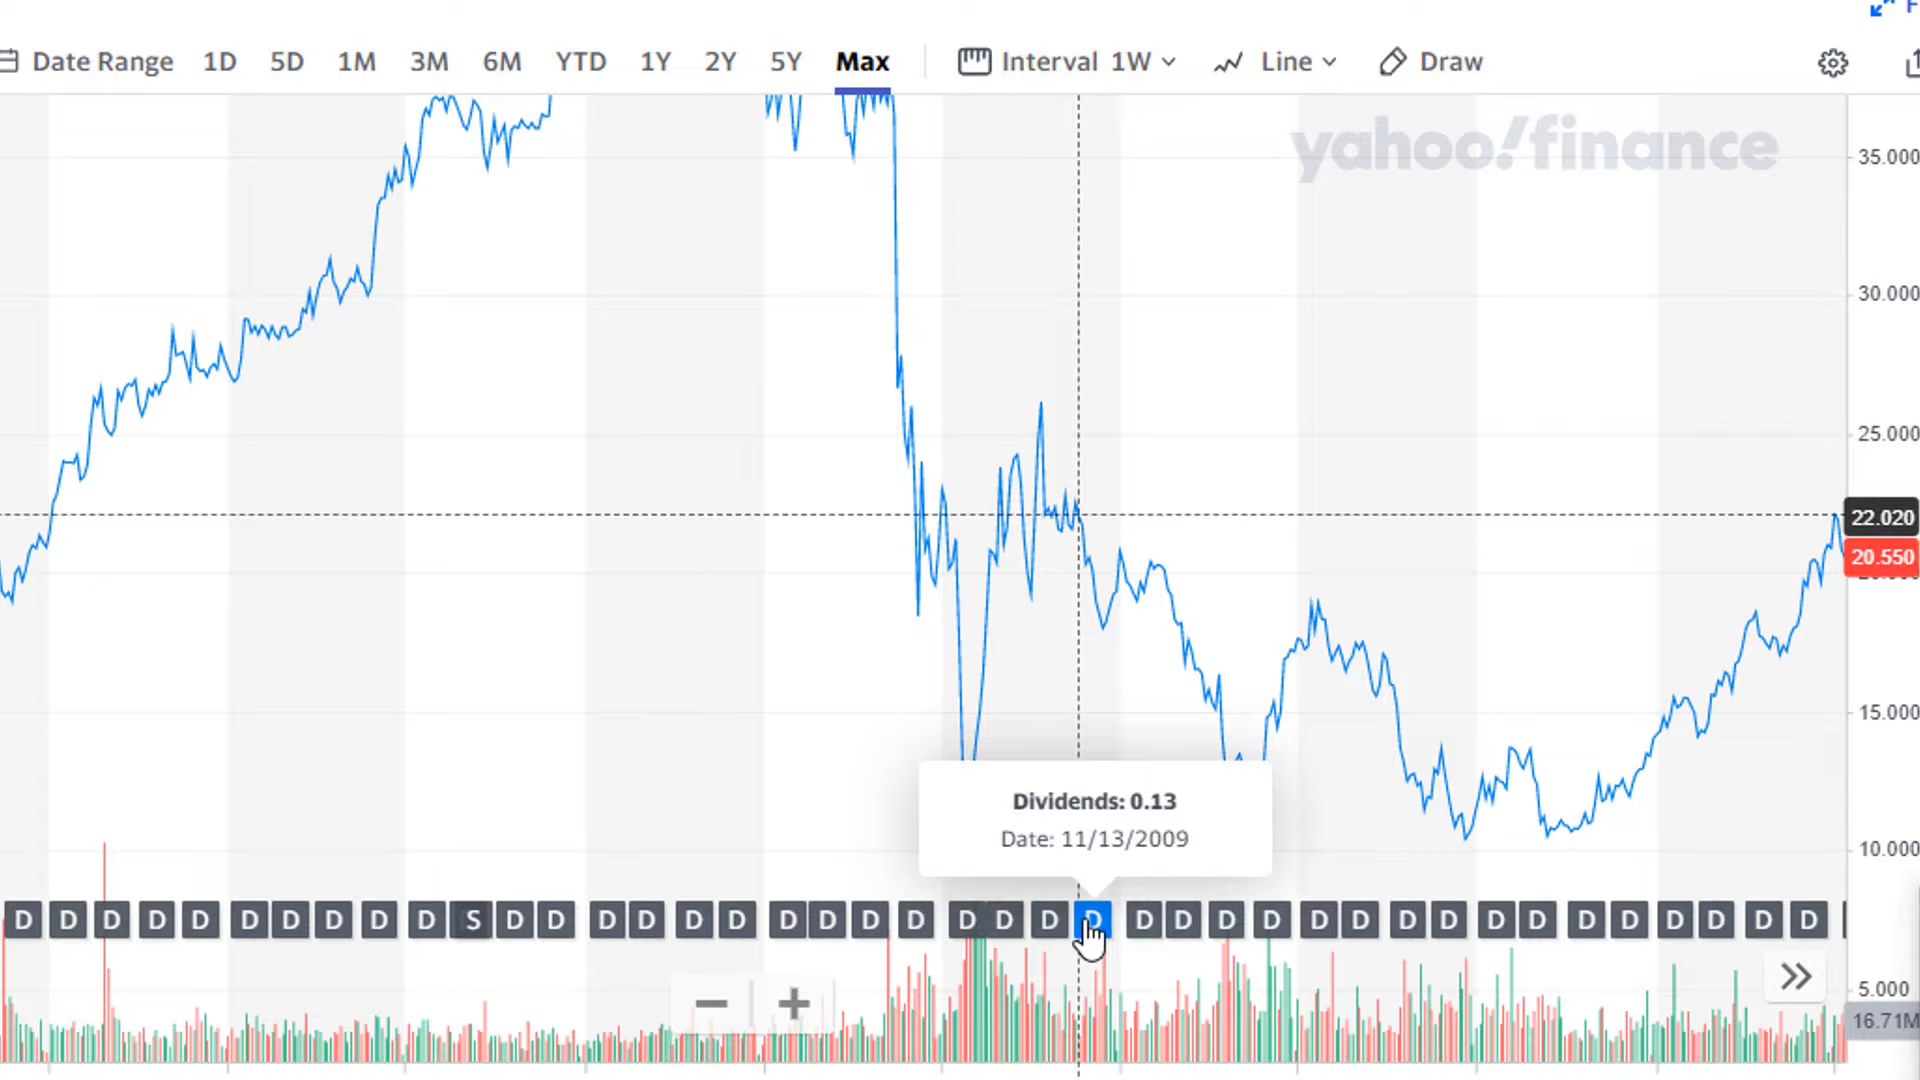 F
Date Range 1D 5D 1M 3M 6M YTD 1Y 2Y 5Y Max Interval 1W Line Draw
yahoo!finance
35.000
30.000
25.000
22.020
20.550
15.000
Dividends: 0.13
Date: 11/13/2009
10.000
D D D D D D D D D D S D D D D D D D D D D D D D D D D D D D D D D D D D D D D D
5.000
16.71M